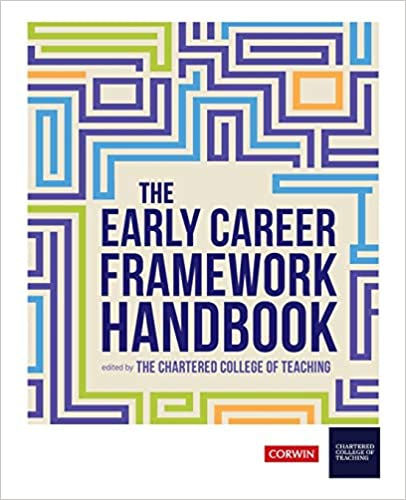 THE
EARLY CAREER
FRAMEWORK
HANDBOOK
edited by THE CHARTERED COLLEGE OF TEACHING
CORWIN
CHARTERED
COLLEGE OF
TEACHING